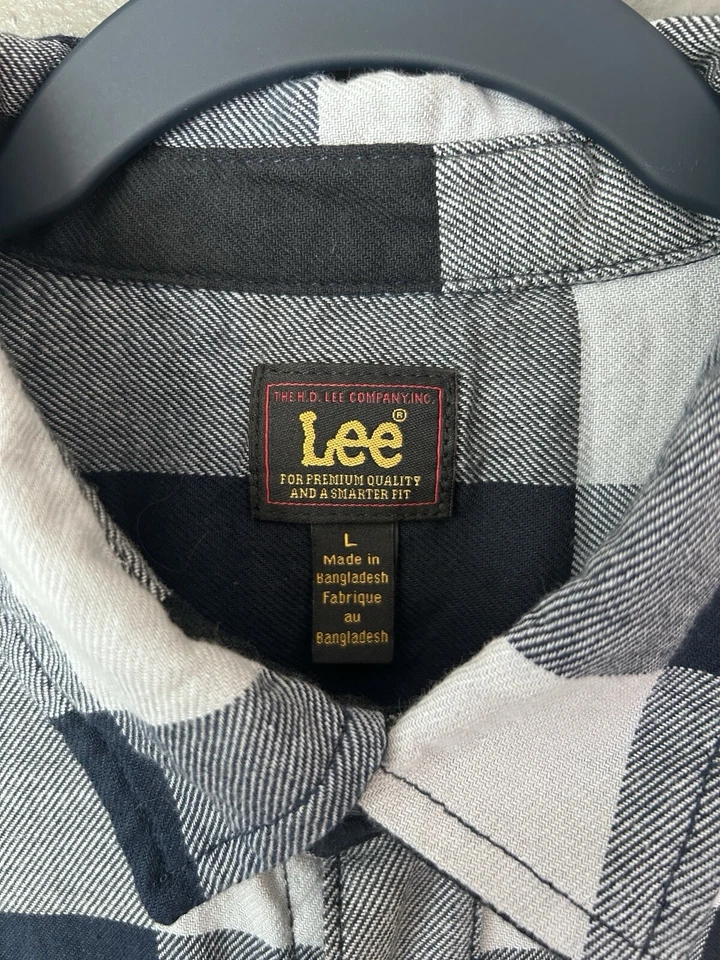 THE H.D. LEE COMPANY,INC.
Lee®
FOR PREMIUM QUALITY
AND A SMARTER FIT
L
Made in
Bangladesh
Fabrique
au
Bangladesh